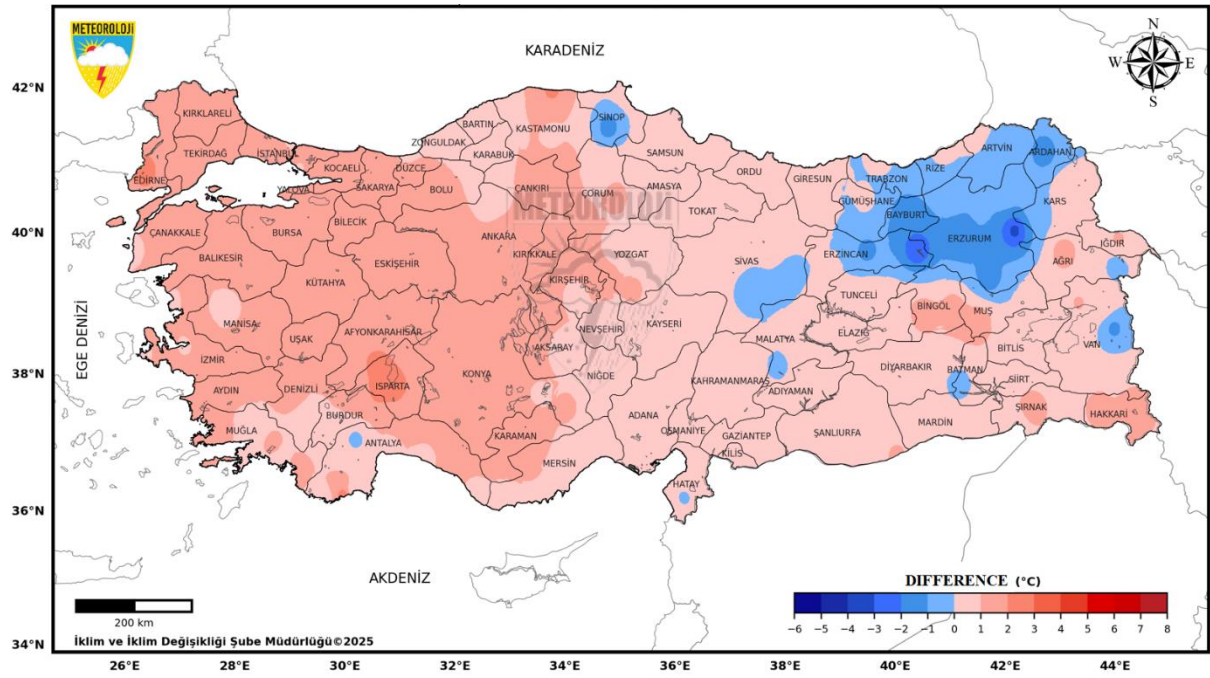 METEOROLOJİ
KARADENİZ
N
W E
S
42°N
40°N
38°N
36°N
34°N
KIRKLARELİ
TEKİRDAĞ
İSTANBUL
EDİRNE
KOCAELİ
YALOVA
SAKARYA
DÜZCE
BOLU
ZONGULDAK
BARTIN
KARABUK
KASTAMONU
SİNOP
SAMSUN
ÇANKIRI
ÇORUM
AMASYA
ORDU
GİRESUN
TRABZON
RİZE
ARTVİN
ARDAHAN
GÜMÜŞHANE
BAYBURT
KARS
METEOROLOJİ
TOKAT
ÇANAKKALE
BURSA
BİLECİK
ANKARA
KIRIKKALE
YOZGAT
SİVAS
ERZİNCAN
ERZURUM
IĞDIR
AĞRI
BALIKESİR
ESKİŞEHİR
KÜTAHYA
KIRŞEHİR
TUNCELİ
BİNGÖL
MUŞ
EGE DENİZİ
MANİSA
UŞAK
AFYONKARAHİSAR
NEVŞEHİR
KAYSERİ
MALATYA
ELAZIĞ
BİTLİS
VAN
İZMİR
AKSARAY
AYDIN
DENİZLİ
ISPARTA
KONYA
NİĞDE
KAHRAMANMARAŞ
ADIYAMAN
DİYARBAKIR
BATMAN
SİİRT
BURDUR
MUĞLA
ANTALYA
KARAMAN
MERSİN
ADANA
OSMANİYE
GAZİANTEP
KİLİS
ŞANLIURFA
MARDİN
ŞIRNAK
HAKKARİ
HATAY
AKDENİZ
200 km
İklim ve İklim Değişikliği Şube Müdürlüğü©2025
DIFFERENCE (°C)
−6 −5 −4 −3 −2 −1 0 1 2 3 4 5 6 7 8
26°E 28°E 30°E 32°E 34°E 36°E 38°E 40°E 42°E 44°E